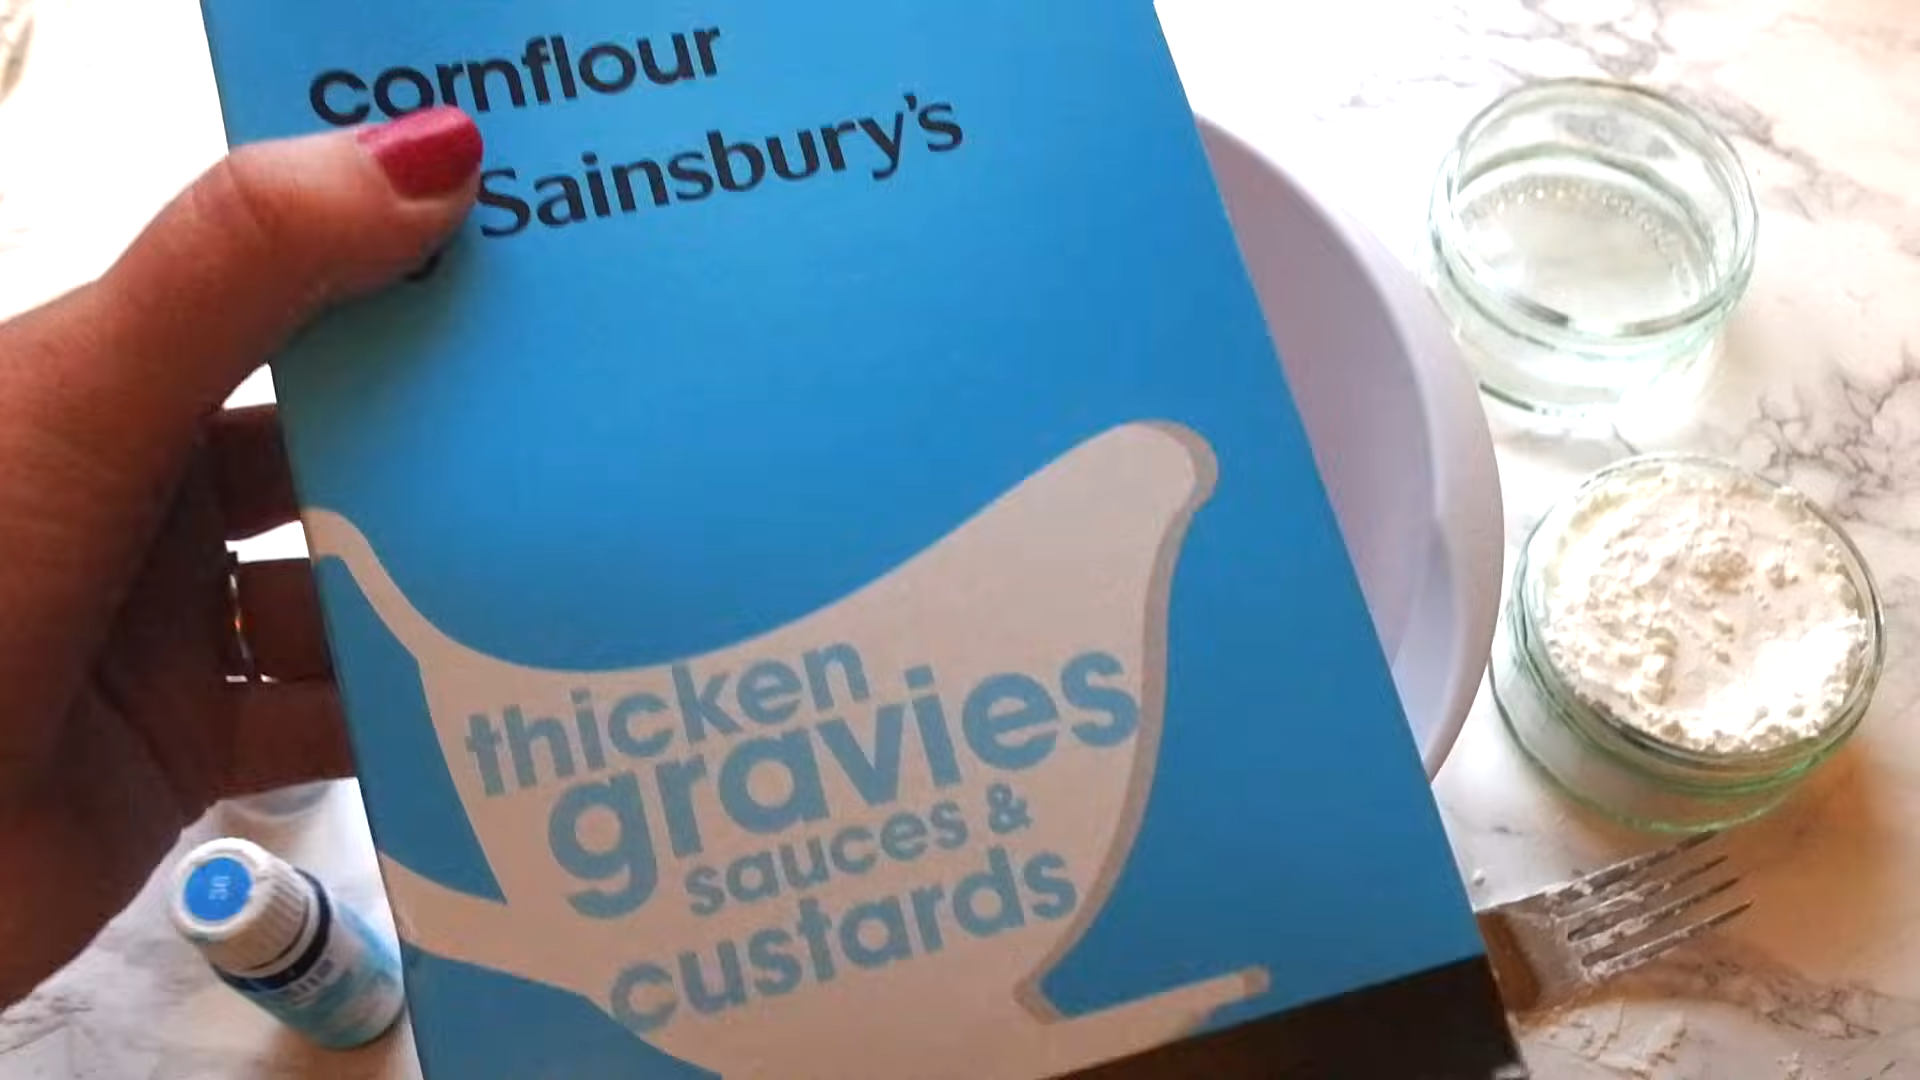 cornflour
Sainsbury's
thicken
gravies
sauces &
custards